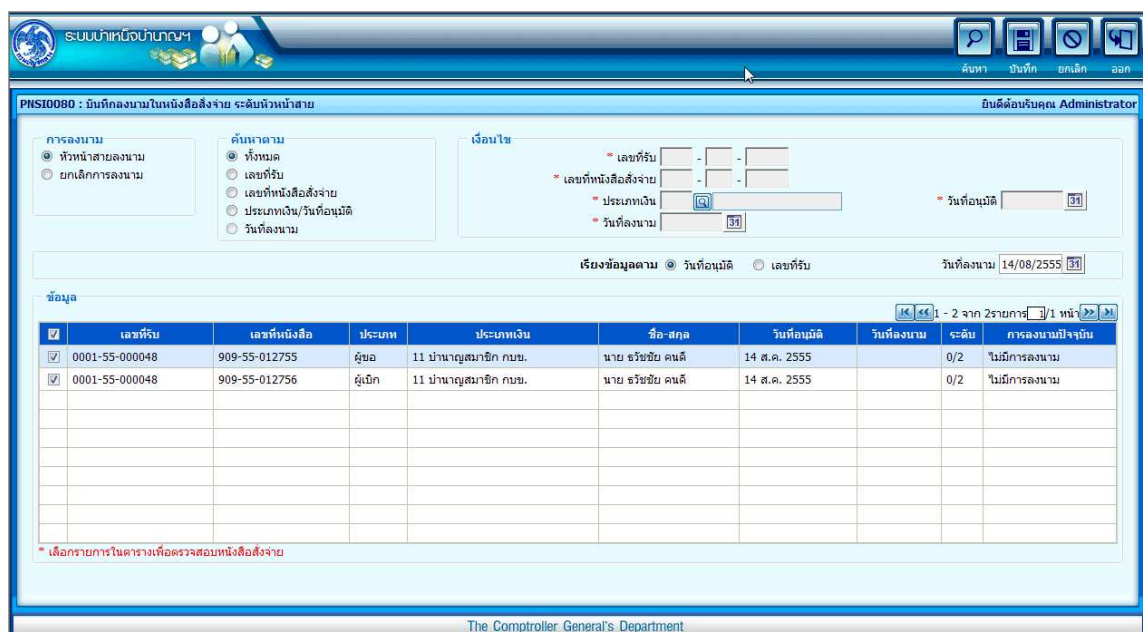 ระบบบำเหน็จบำนาญฯ
ค้นหา บันทึก ยกเลิก ออก
PNSI0080 : บันทึกลงนามในหนังสือสั่งจ่าย ระดับหัวหน้าสาย ยินดีต้อนรับคุณ Administrator
การลงนาม ค้นหาตาม เงื่อนไข
หัวหน้าสายลงนาม ทั้งหมด * เลขที่รับ - -
ยกเลิกการลงนาม เลขที่รับ * เลขที่หนังสือสั่งจ่าย - -
เลขที่หนังสือสั่งจ่าย * ประเภทเงิน * วันที่อนุมัติ 31
ประเภทเงิน/วันที่อนุมัติ * วันที่ลงนาม 31
วันที่ลงนาม
เรียงข้อมูลตาม วันที่อนุมัติ เลขที่รับ วันที่ลงนาม 14/08/2555 31
ข้อมูล
1 - 2 จาก 2รายการ 1/1 หน้า
เลขที่รับ เลขที่หนังสือ ประเภท ประเภทเงิน ชื่อ-สกุล วันที่อนุมัติ วันที่ลงนาม ระดับ การลงนามปัจจุบัน
0001-55-000048 909-55-012755 ผู้ขอ 11 บำนาญสมาชิก กบข. นาย ธวัชชัย คนดี 14 ส.ค. 2555 0/2 ไม่มีการลงนาม
0001-55-000048 909-55-012756 ผู้เบิก 11 บำนาญสมาชิก กบข. นาย ธวัชชัย คนดี 14 ส.ค. 2555 0/2 ไม่มีการลงนาม
* เลือกรายการในตารางเพื่อตรวจสอบหนังสือสั่งจ่าย
The Comptroller General's Department